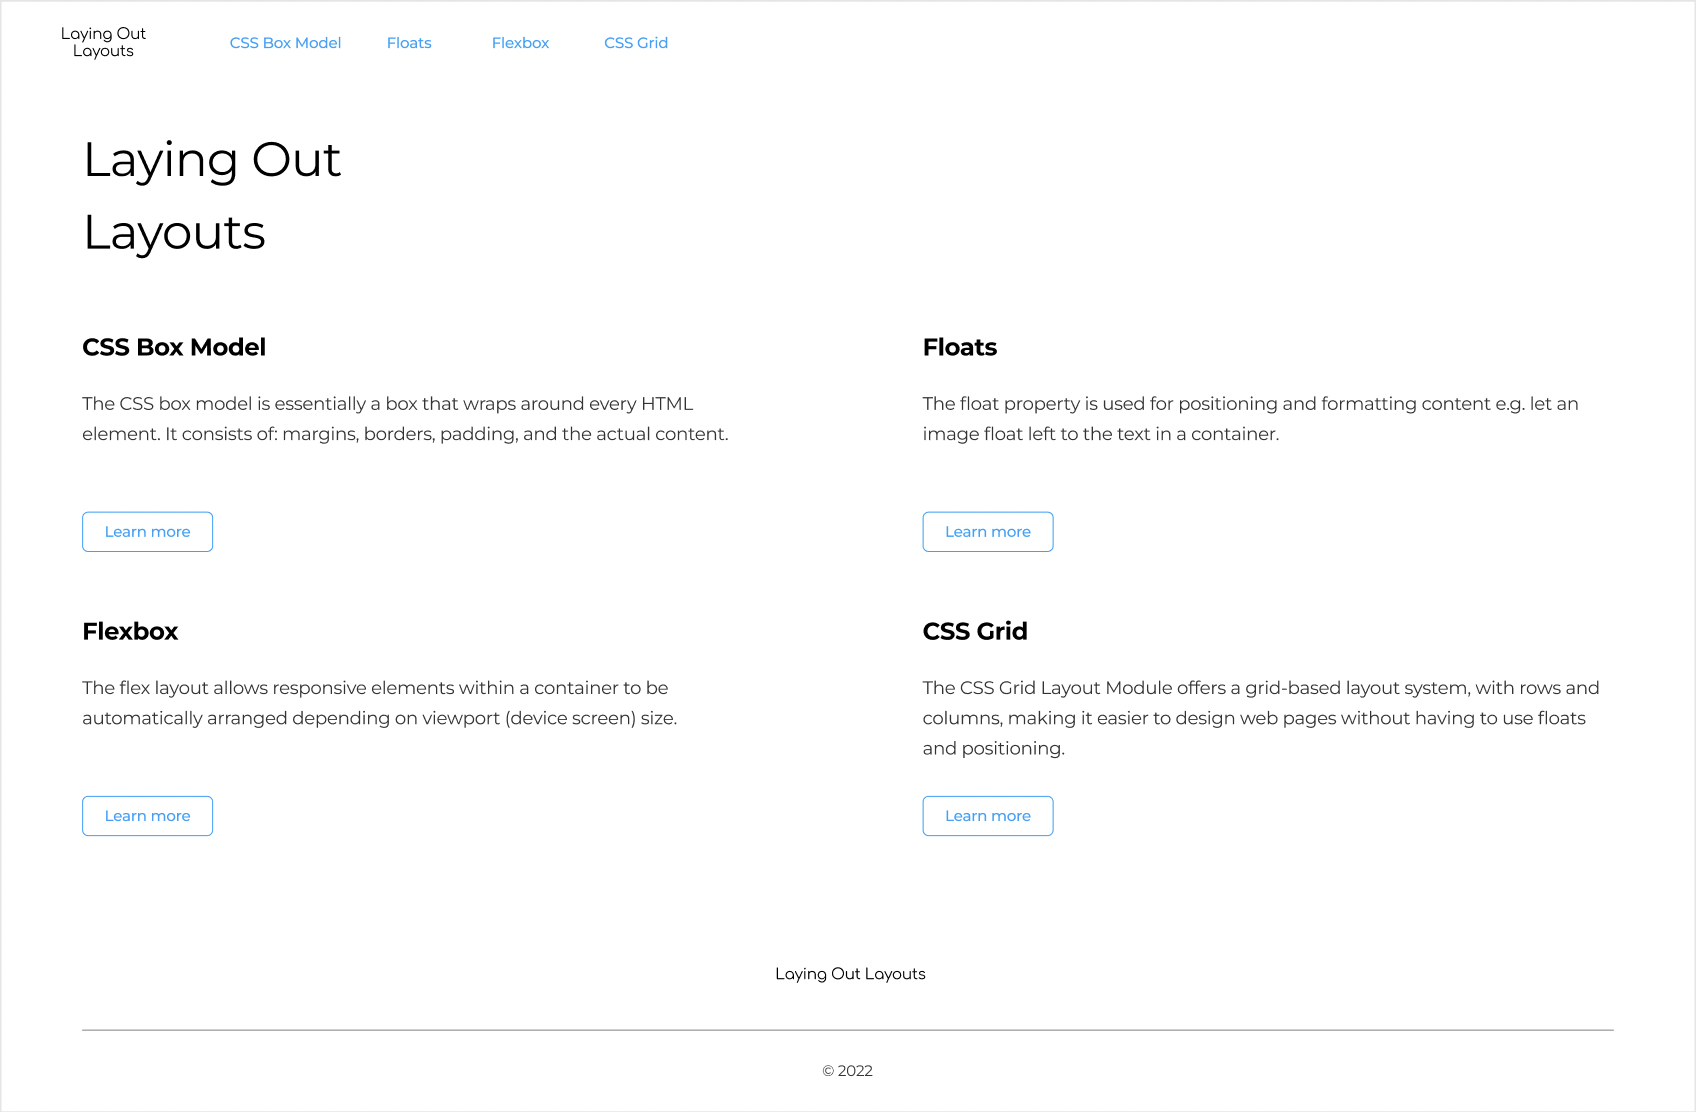 Laying Out
Layouts
CSS Box Model
Floats
Flexbox
CSS Grid
Laying Out
Layouts
CSS Box Model
The CSS box model is essentially a box that wraps around every HTML
element. It consists of: margins, borders, padding, and the actual content.
Learn more
Floats
The float property is used for positioning and formatting content e.g. let an
image float left to the text in a container.
Learn more
Flexbox
The flex layout allows responsive elements within a container to be
automatically arranged depending on viewport (device screen) size.
Learn more
CSS Grid
The CSS Grid Layout Module offers a grid-based layout system, with rows and
columns, making it easier to design web pages without having to use floats
and positioning.
Learn more
Laying Out Layouts
© 2022